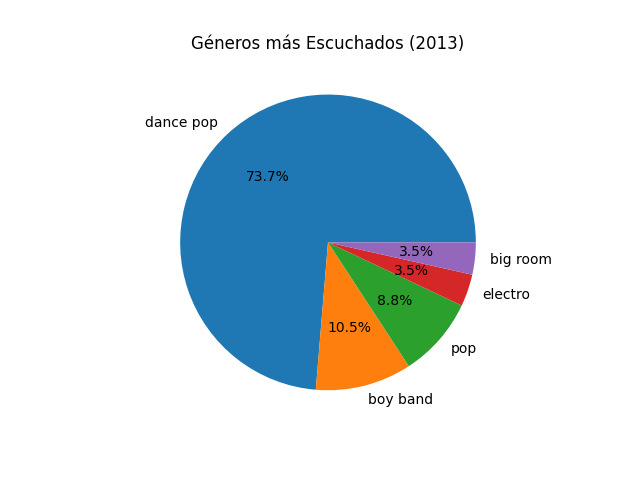 Géneros más Escuchados (2013)
dance pop
73.7%
3.5%
big room
3.5%
electro
8.8%
pop
10.5%
boy band